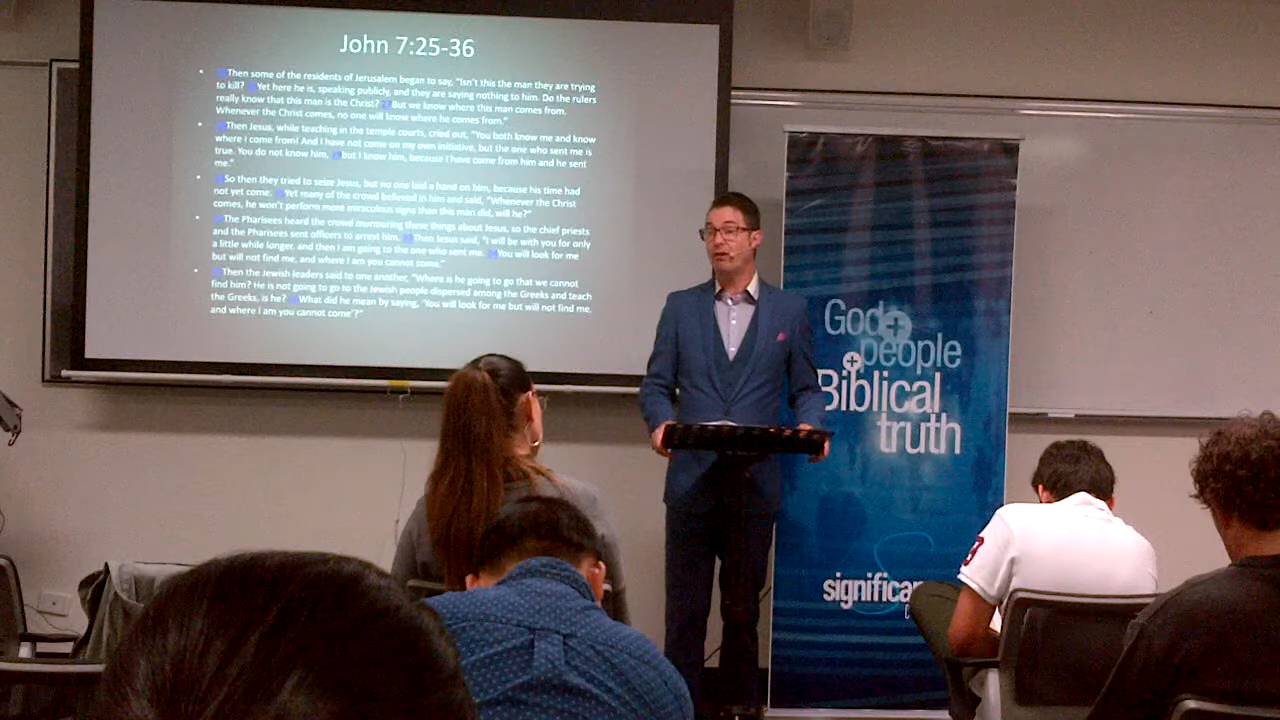 John 7:25-36
• Then some of the residents of Jerusalem began to say, "Isn't this the man they are trying
to kill? Yet here he is, speaking publicly, and they are saying nothing to him. Do the rulers
really know that this man is the Christ? But we know where this man comes from.
Whenever the Christ comes, no one will know where he comes from."
• Then Jesus, while teaching in the temple courts, cried out, "You both know me and know
where i come from! And I have not come on my own initiative, but the one who sent me is
true. You do not know him, but I know him, because I have come from him and he sent
me."
• So then they tried to seize Jesus, but no one laid a hand on him, because his time had
not yet come. Yet many of the crowd believed in him and said, "Whenever the Christ
comes, he won't perform more miraculous signs than this man did, will he?"
• The Pharisees heard the crowd murmuring these things about Jesus, so the chief priests
and the Pharisees sent officers to arrest him. Then Jesus said, "I will be with you for only
a little while longer, and then I am going to the one who sent me. You will look for me
but will not find me, and where I am you cannot come."
• Then the Jewish leaders said to one another, "Where is he going to go that we cannot
find him? He is not going to go to the Jewish people dispersed among the Greeks and teach
the Greeks, is he? What did he mean by saying, 'You will look for me but will not find me,
and where I am you cannot come'?"
God+
+people
Biblical
truth
significa